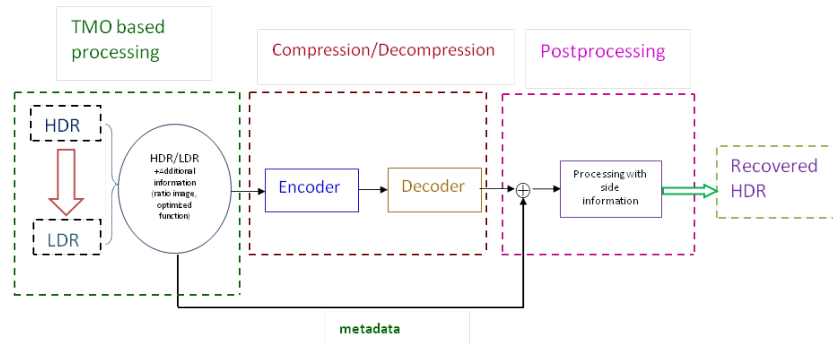 TMO based
processing
Compression/Decompression
Postprocessing
HDR
LDR
HDR/LDR
+Additional
information
(ratio image,
optimized
function)
Encoder
Decoder
Processing with
side
information
Recovered
HDR
metadata